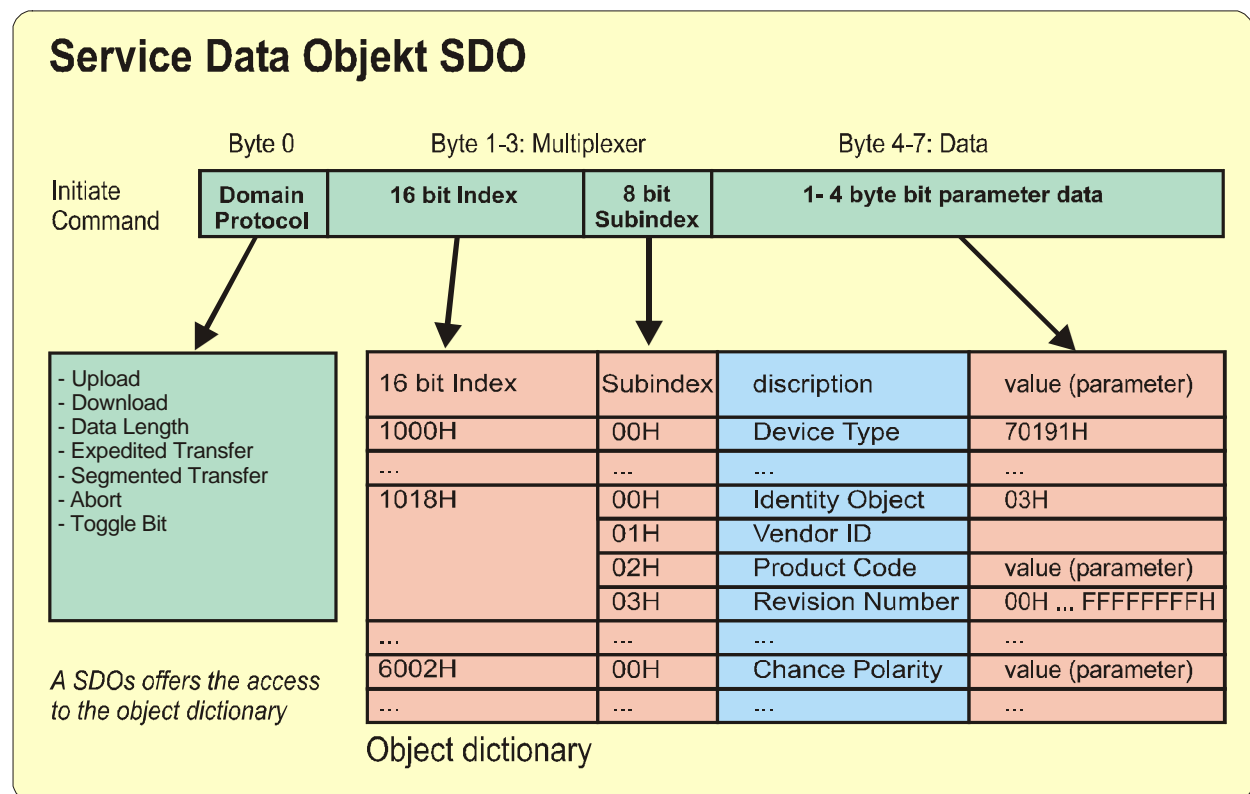 Service Data Objekt SDO
Byte 0 Byte 1-3: Multiplexer Byte 4-7: Data
Initiate Command
Domain Protocol
16 bit Index
8 bit Subindex
1- 4 byte bit parameter data
- Upload
- Download
- Data Length
- Expedited Transfer
- Segmented Transfer
- Abort
- Toggle Bit
A SDOs offers the access
to the object dictionary
16 bit Index Subindex discription value (parameter)
1000H 00H Device Type 70191H
... ... ... ...
1018H 00H Identity Object 03H
01H Vendor ID
02H Product Code value (parameter)
03H Revision Number 00H ... FFFFFFFFH
... ... ... ...
6002H 00H Chance Polarity value (parameter)
... ... ... ...
Object dictionary